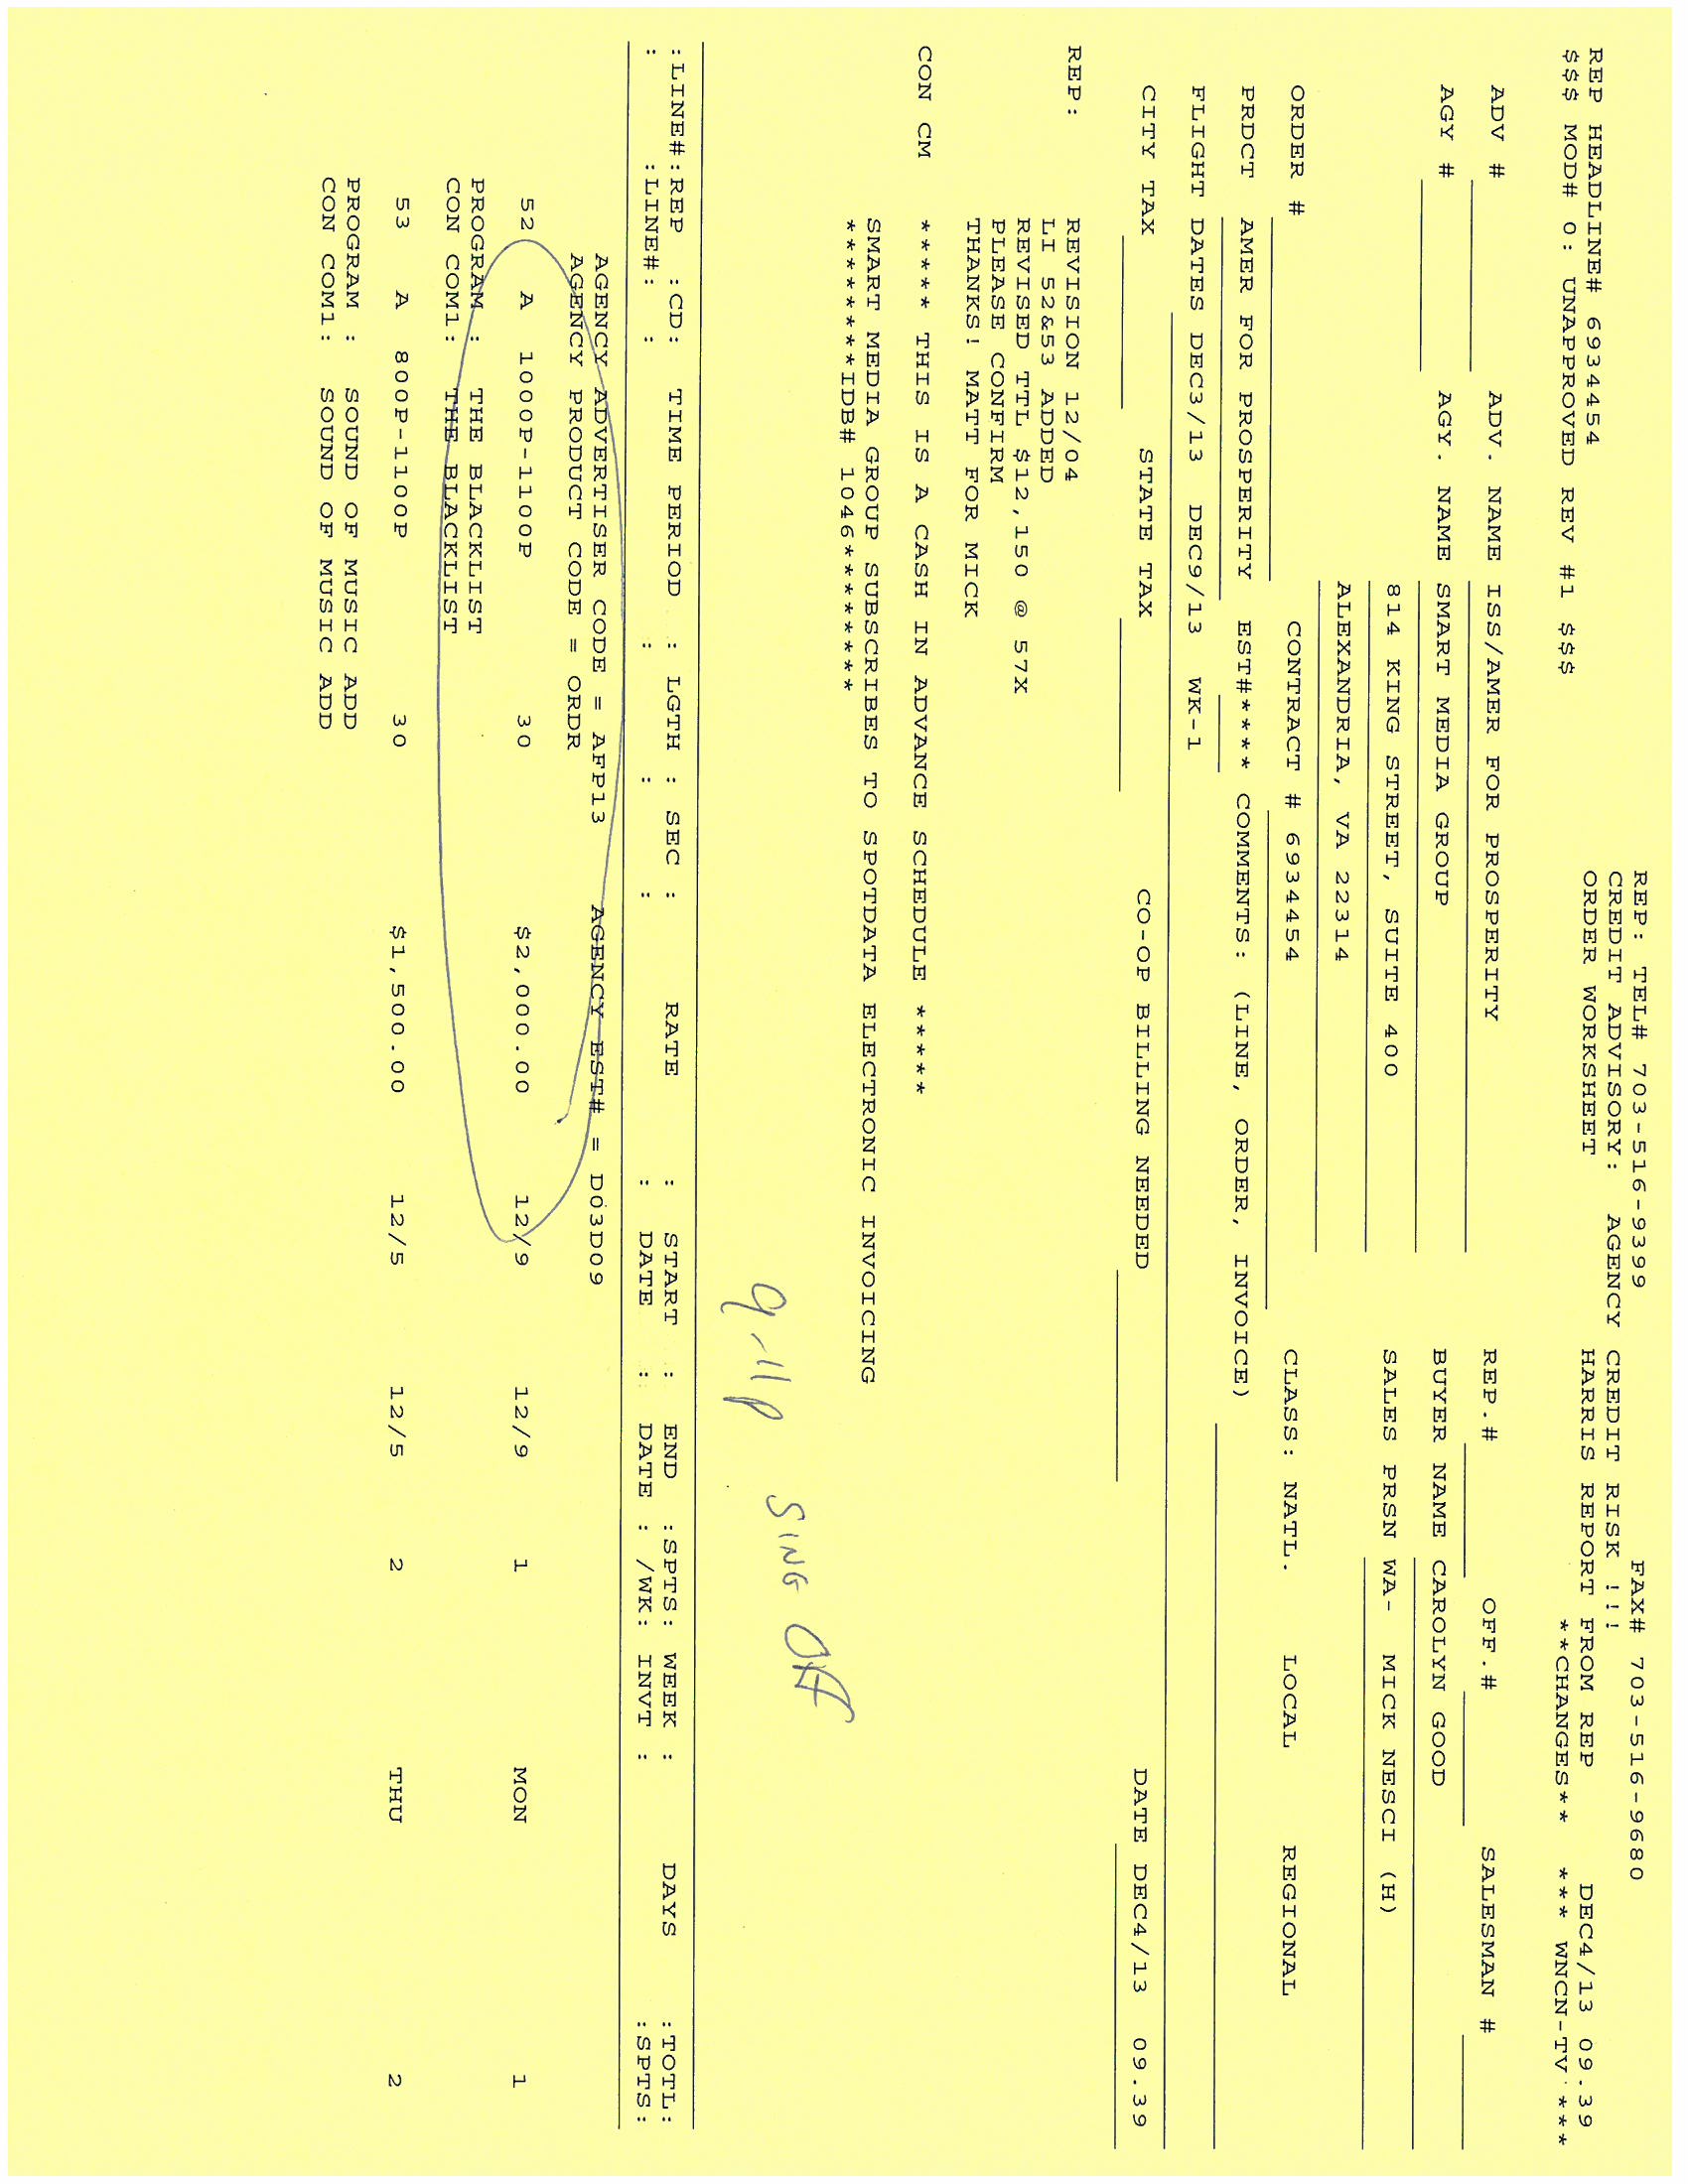 REP: TEL# 703-516-9399 FAX# 703-516-9680
CREDIT ADVISORY: AGENCY CREDIT RISK !!!
ORDER WORKSHEET HARRIS REPORT FROM REP DEC4/13 09.39
REP HEADLINE# 6934454 **CHANGES** *** WNCN-TV ***
$$$ MOD# 0: UNAPPROVED REV #1 $$$
ADV # ADV. NAME ISS/AMER FOR PROSPERITY REP.# OFF.# SALESMAN #
AGY # AGY. NAME SMART MEDIA GROUP BUYER NAME CAROLYN GOOD
814 KING STREET, SUITE 400 SALES PRSN WA- MICK NESCI (H)
ALEXANDRIA, VA 22314
ORDER # CONTRACT # 6934454 CLASS: NATL. LOCAL REGIONAL
PRDCT AMER FOR PROSPERITY EST#**** COMMENTS: (LINE, ORDER, INVOICE)
FLIGHT DATES DEC3/13 DEC9/13 WK-1
CITY TAX STATE TAX CO-OP BILLING NEEDED DATE DEC4/13 09.39
REP: REVISION 12/04
LI 52&53 ADDED
REVISED TTL $12,150 @ 57X
PLEASE CONFIRM
THANKS! MATT FOR MICK
CON CM ***** THIS IS A CASH IN ADVANCE SCHEDULE *****
SMART MEDIA GROUP SUBSCRIBES TO SPOTDATA ELECTRONIC INVOICING
********IDB# 1046********
9-11p SING OFF
:LINE#:REP :CD: TIME PERIOD : LGTH : SEC : RATE : START : END :SPTS: WEEK : DAYS :TOTL:
: :LINE#: : : : : : DATE : DATE : /WK: INVT : :SPTS:
AGENCY ADVERTISER CODE = AFP13 AGENCY EST# = D03D09
AGENCY PRODUCT CODE = ORDR
52 A 1000P-1100P 30 $2,000.00 12/9 12/9 1 MON 1
PROGRAM : THE BLACKLIST
CON COM1: THE BLACKLIST
53 A 800P-1100P 30 $1,500.00 12/5 12/5 2 THU 2
PROGRAM : SOUND OF MUSIC ADD
CON COM1: SOUND OF MUSIC ADD